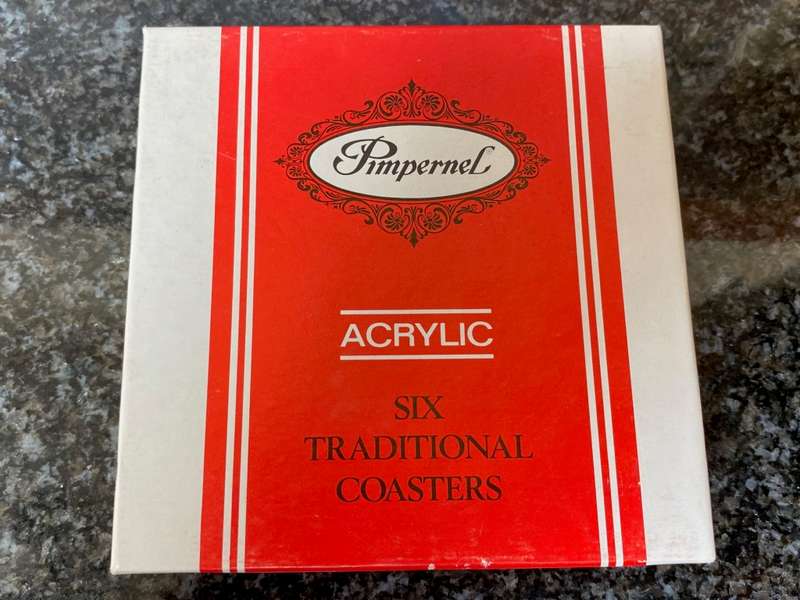 Pimpernel
ACRYLIC
SIX
TRADITIONAL
COASTERS